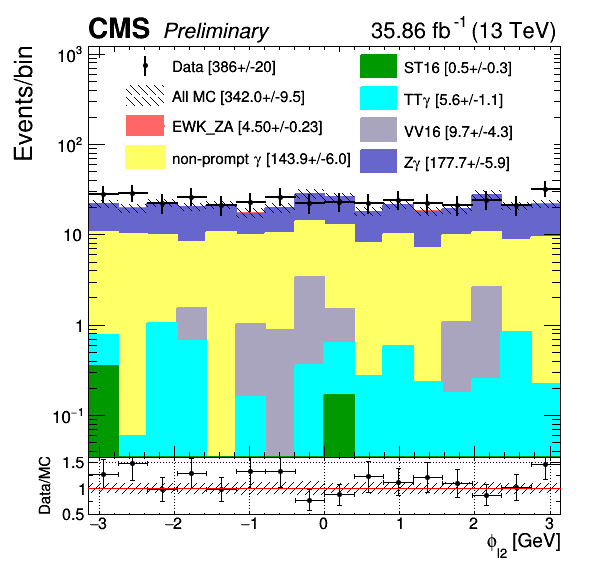 CMS Preliminary 35.86 fb⁻¹ (13 TeV)
Events/bin
10³
10²
10
1
10⁻¹
Data [386+/-20]
All MC [342.0+/-9.5]
EWK_ZA [4.50+/-0.23]
non-prompt γ [143.9+/-6.0]
ST16 [0.5+/-0.3]
TTγ [5.6+/-1.1]
VV16 [9.7+/-4.3]
Zγ [177.7+/-5.9]
Data/MC
1.5
1
0.5
−3 −2 −1 0 1 2 3
ϕl2 [GeV]